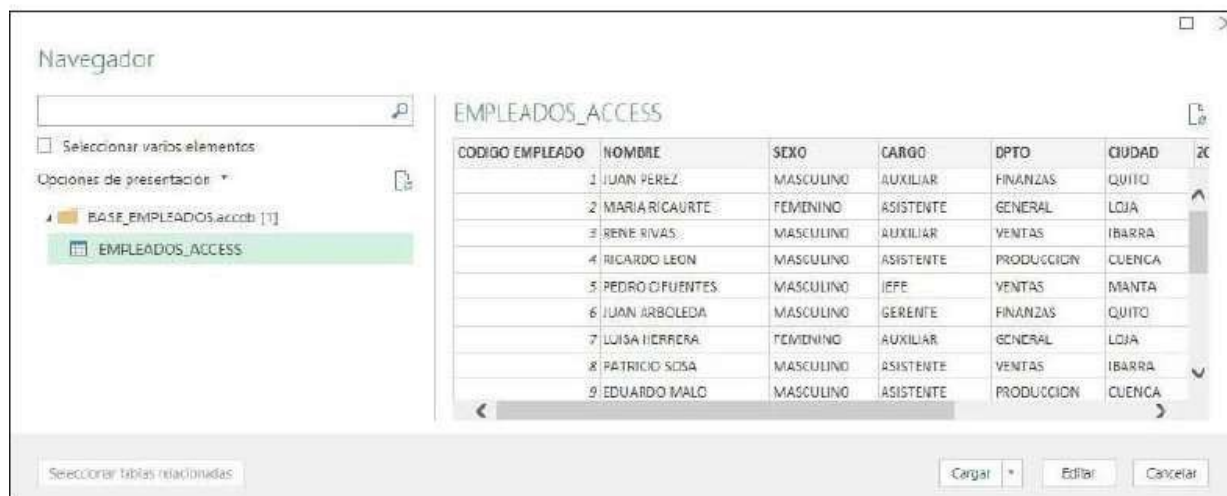 Navegador
Seleccionar varios elementos
Opciones de presentación
BASE_EMPLEADOS.accdb [1]
EMPLEADOS_ACCESS
EMPLEADOS_ACCESS
CODIGO EMPLEADO NOMBRE SEXO CARGO DPTO CIUDAD 20
1 JUAN PEREZ MASCULINO AUXILIAR FINANZAS QUITO
2 MARIA RICAURTE FEMENINO ASISTENTE GENERAL LOJA
3 RENE RIVAS MASCULINO AUXILIAR VENTAS IBARRA
4 RICARDO LEON MASCULINO ASISTENTE PRODUCCION CUENCA
5 PEDRO CIFUENTES MASCULINO JEFE VENTAS MANTA
6 JUAN ARBOLEDA MASCULINO GERENTE FINANZAS QUITO
7 LUISA HERRERA FEMENINO AUXILIAR GENERAL LOJA
8 PATRICIO SOSA MASCULINO ASISTENTE VENTAS IBARRA
9 EDUARDO MALO MASCULINO ASISTENTE PRODUCCION CUENCA
Seleccionar tablas relacionadas
Cargar
Editar
Cancelar